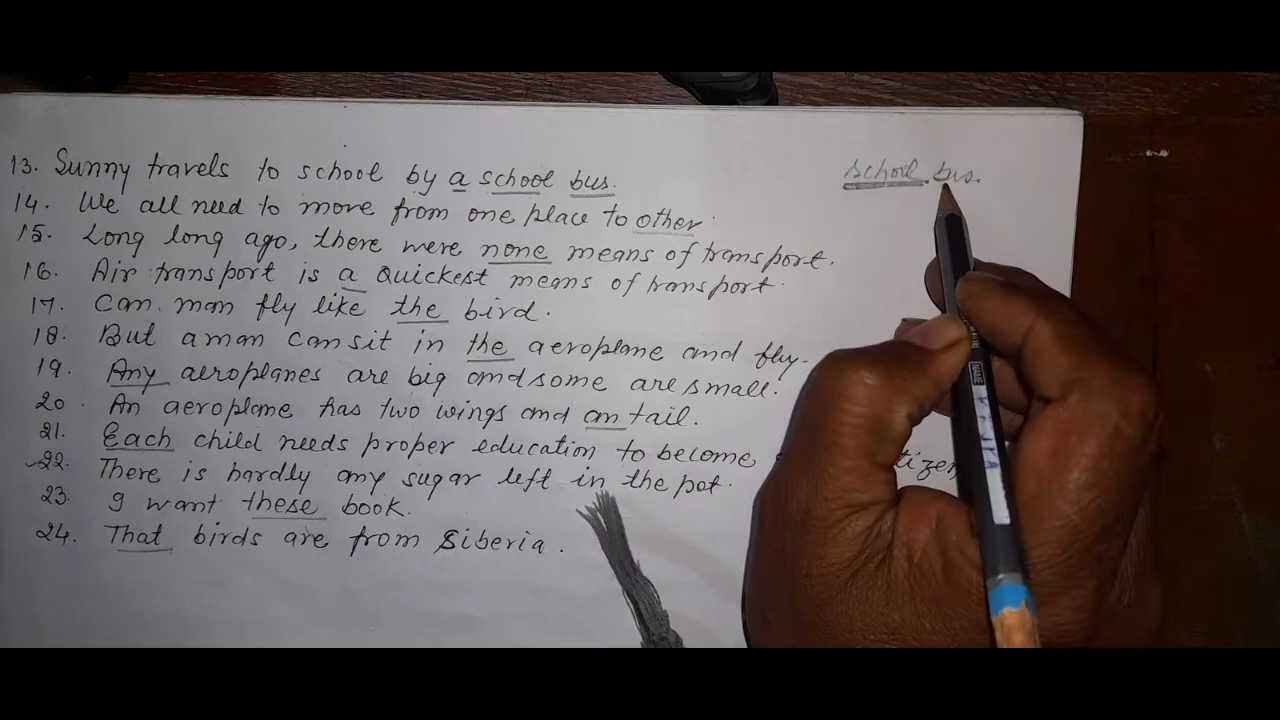 13. Sunny travels to school by a school bus.
school bus.
14. We all need to move from one place to other.
15. Long long ago, there were none means of transport.
16. Air transport is a quickest means of transport.
17. Can man fly like the bird.
18. But a man can sit in the aeroplane and fly.
19. Any aeroplanes are big and some are small.
20. An aeroplane has two wings and an tail.
21. Each child needs proper education to become
22. There is hardly any sugar left in the pot.
23. I want these book.
24. That birds are from Siberia.